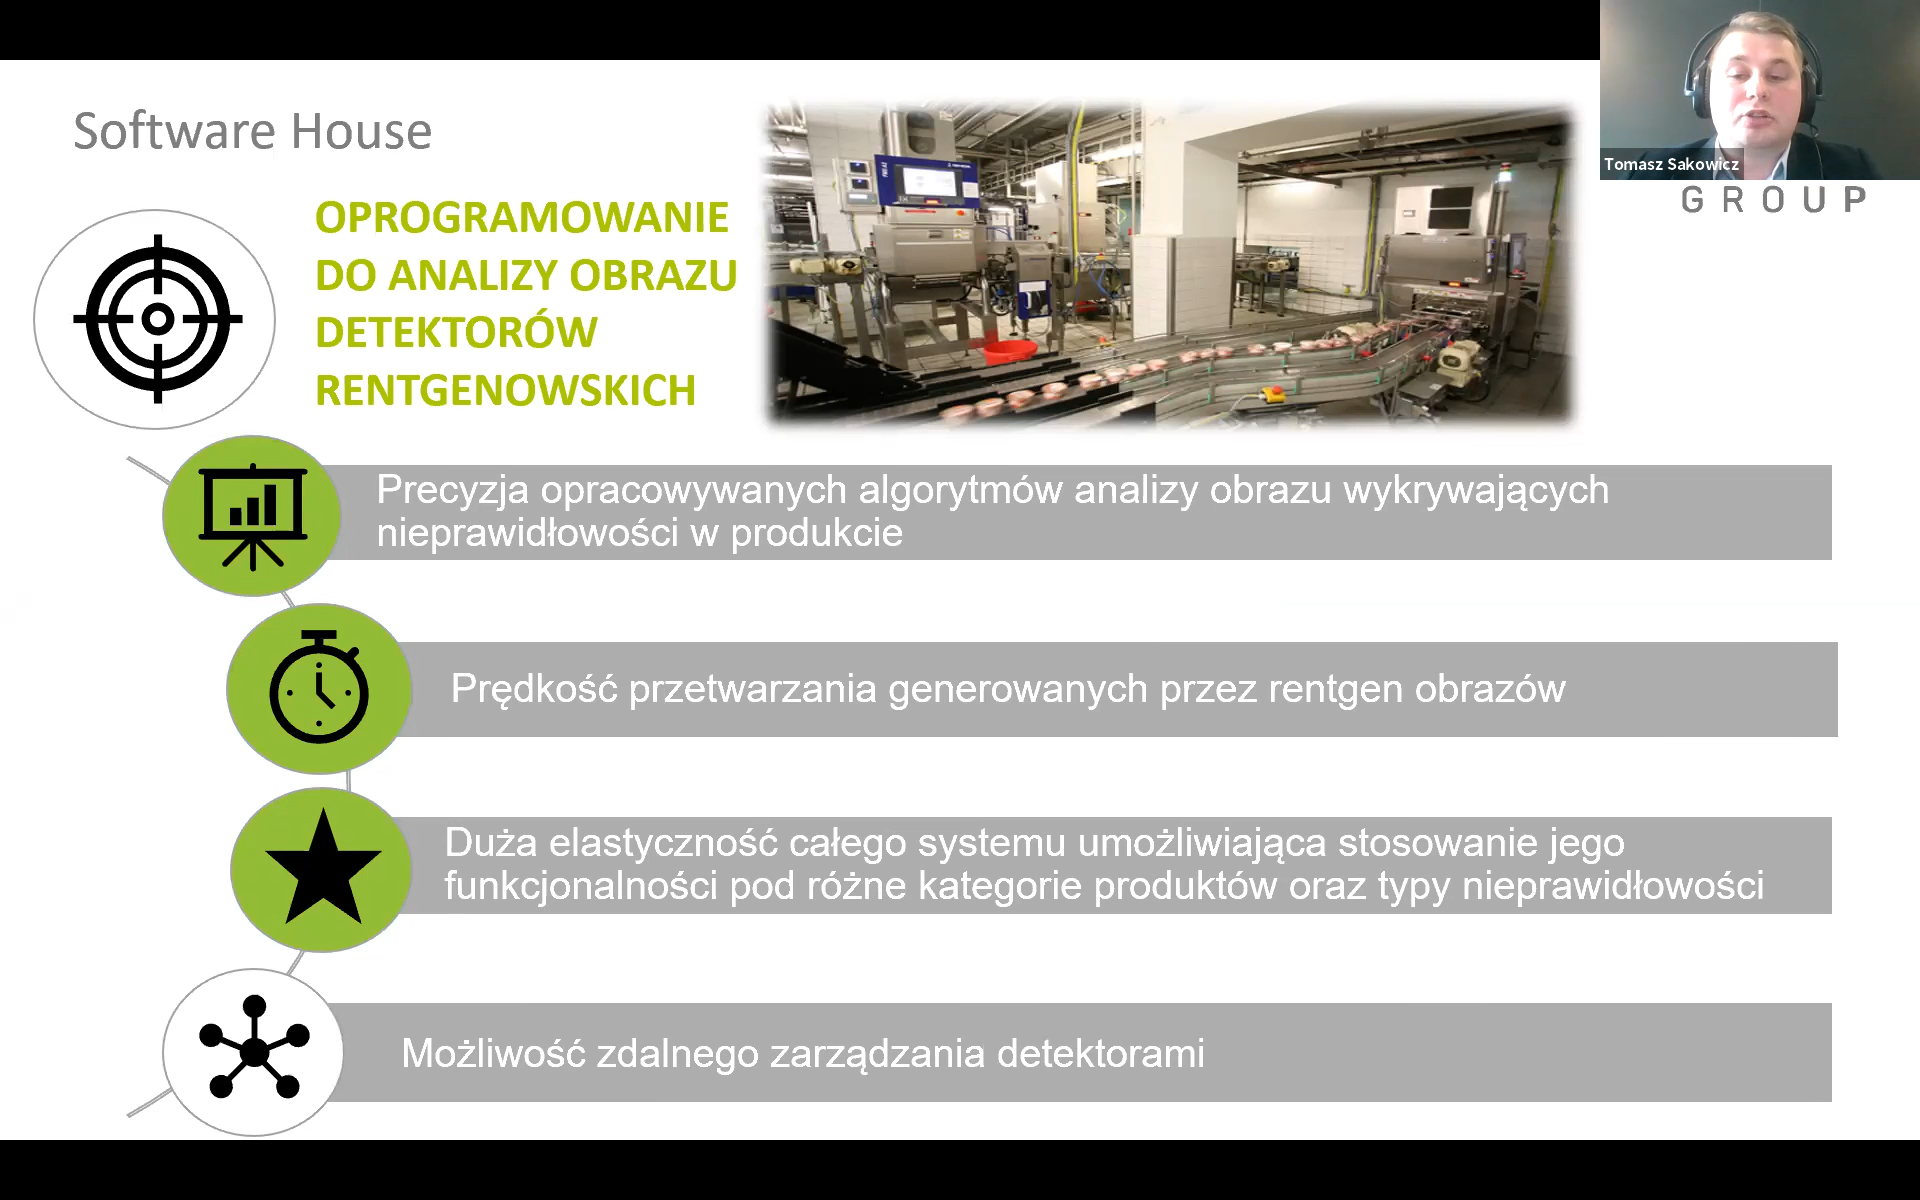 Software House
OPROGRAMOWANIE
DO ANALIZY OBRAZU
DETEKTORÓW
RENTGENOWSKICH
Tomasz Sakowicz
GROUP
Precyzja opracowywanych algorytmów analizy obrazu wykrywających
nieprawidłowości w produkcie
Prędkość przetwarzania generowanych przez rentgen obrazów
Duża elastyczność całego systemu umożliwiająca stosowanie jego
funkcjonalności pod różne kategorie produktów oraz typy nieprawidłowości
Możliwość zdalnego zarządzania detektorami